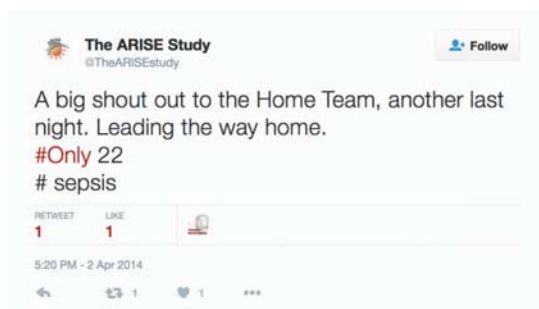 The ARISE Study
@TheARISEstudy
Follow
A big shout out to the Home Team, another last
night. Leading the way home.
#Only 22
# sepsis
RETWEET LIKE
1 1
5:20 PM - 2 Apr 2014
1 1